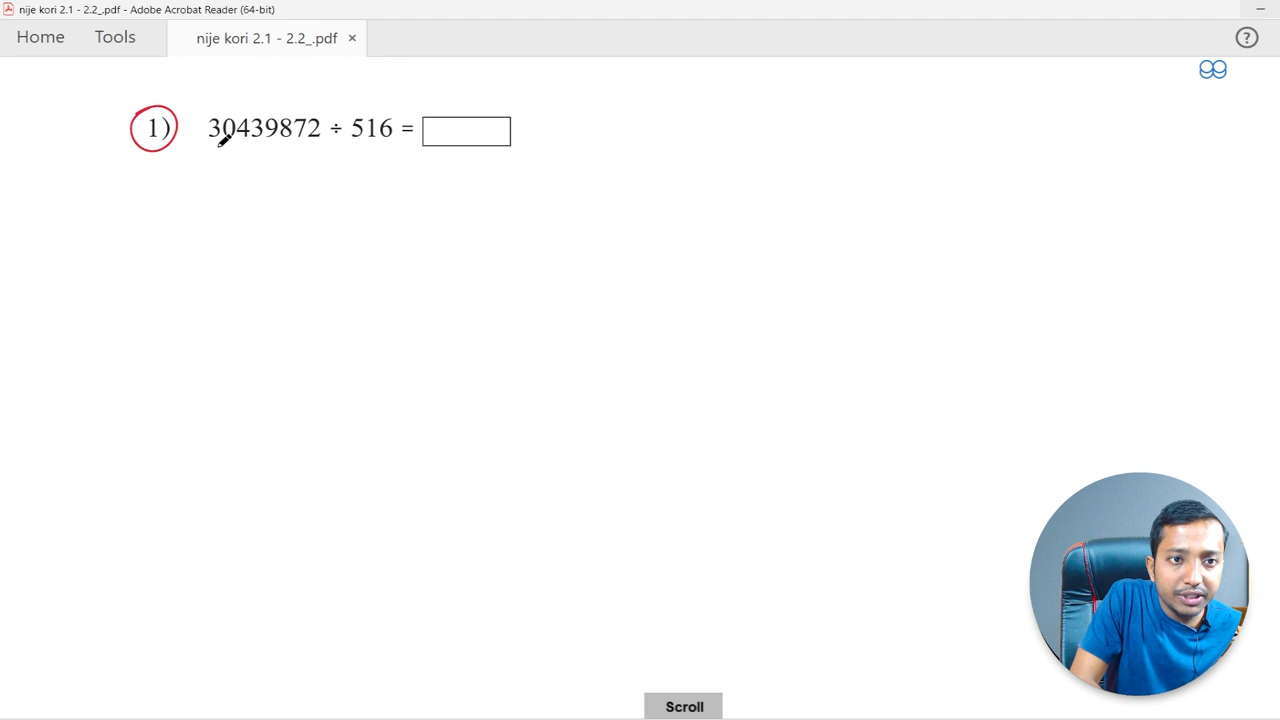 nije kori 2.1 - 2.2_.pdf - Adobe Acrobat Reader (64-bit)
Home Tools nije kori 2.1 - 2.2_.pdf × ?
1) 30439872 ÷ 516 =
Scroll